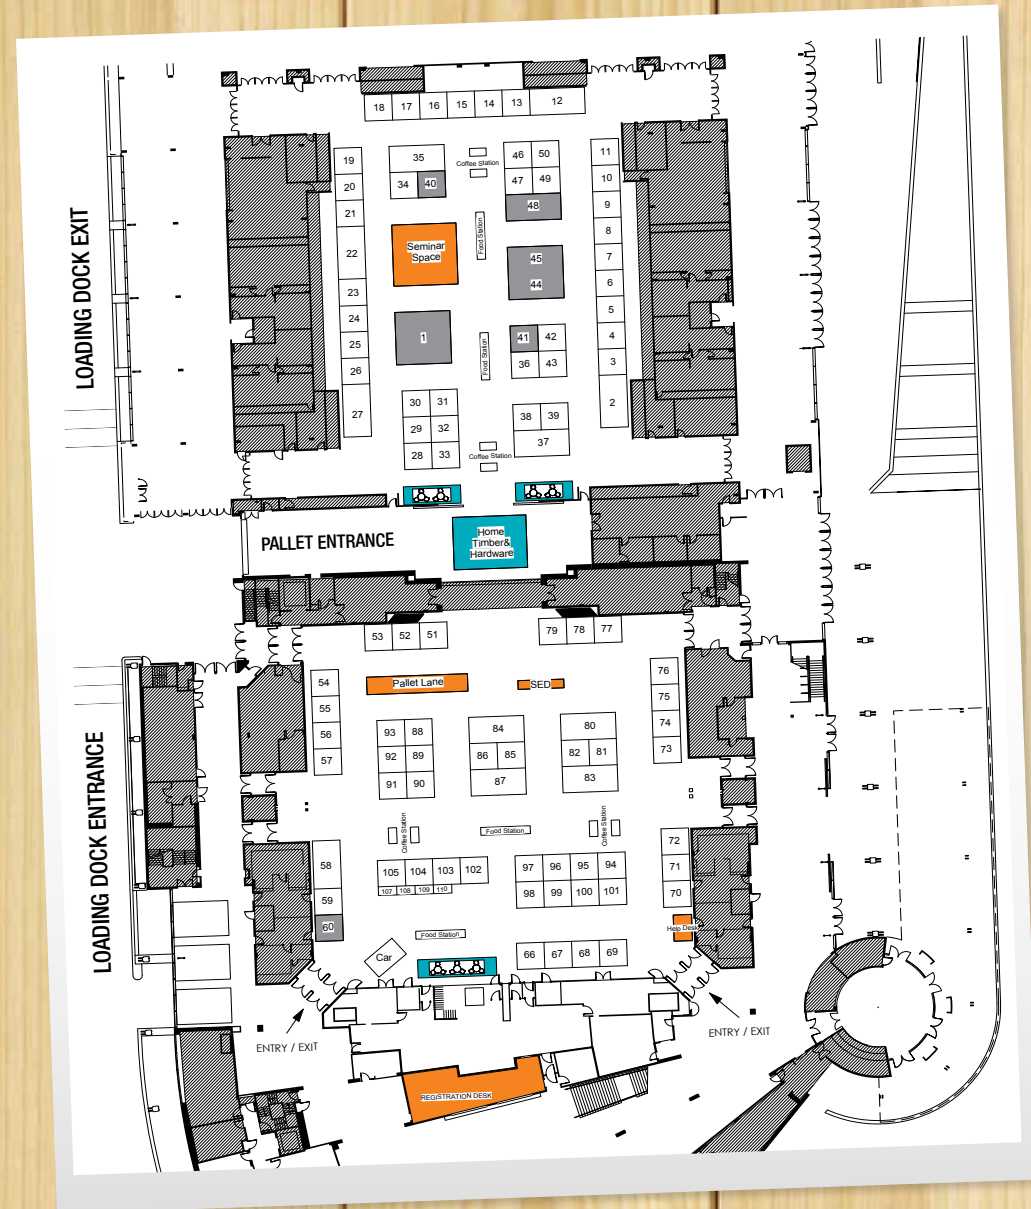 18 17 16 15 14 13 12
19
20
21
22
23
24
25
26
27
35
34 40
Coffee Station
46 50
47 49
48
11
10
9
8
7
6
5
4
3
2
Seminar
Space
Food Station
45
44
1
Food Station
41 42
36 43
30 31
29 32
28 33
38 39
37
Coffee Station
LOADING DOCK EXIT
PALLET ENTRANCE
Home
Timber&
Hardware
53 52 51
79 78 77
54
55
56
57
Pallet Lane
SED
76
75
74
73
93 88
92 89
91 90
84
86 85
87
80
82 81
83
LOADING DOCK ENTRANCE
Coffee Station
Food Station
Coffee Station
58
59
60
105 104 103 102
107 108 109 110
97 96 95 94
98 99 100 101
72
71
70
Help Desk
Food Station
Car
66 67 68 69
ENTRY / EXIT
ENTRY / EXIT
REGISTRATION DESK